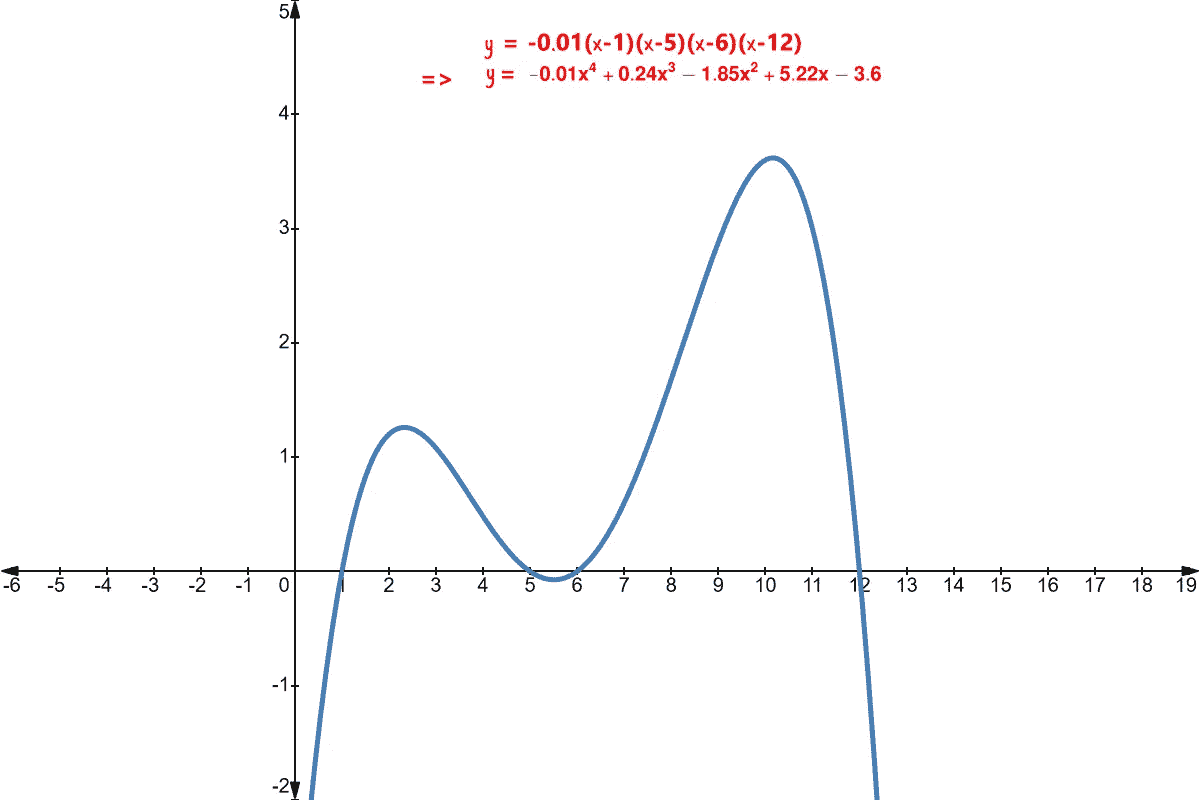 5
y = -0.01(x-1)(x-5)(x-6)(x-12)
=> y = −0.01x⁴ + 0.24x³ − 1.85x² + 5.22x − 3.6
4
3
2
1
-6 -5 -4 -3 -2 -1 0 1 2 3 4 5 6 7 8 9 10 11 12 13 14 15 16 17 18 19
-1
-2